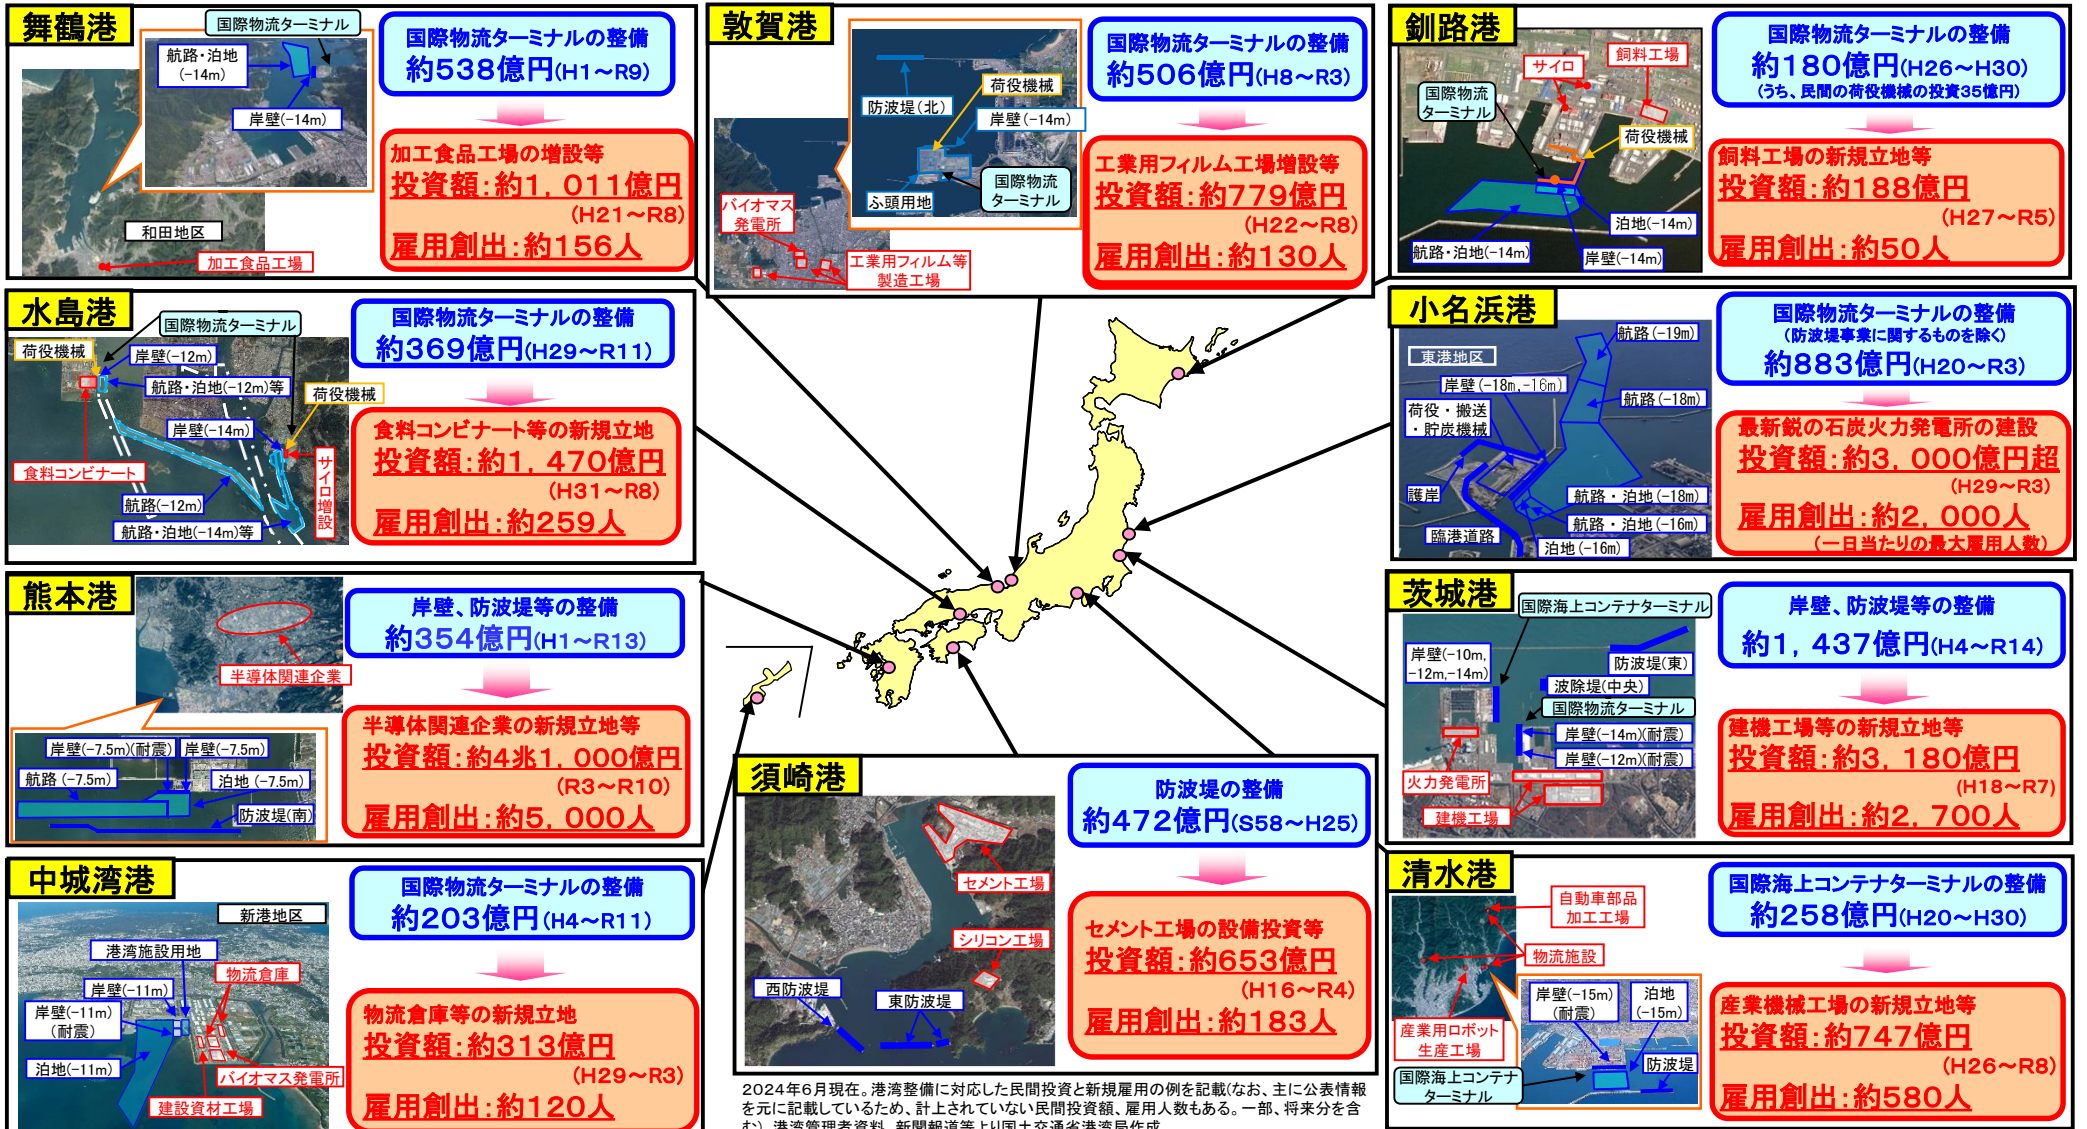 舞鶴港
国際物流ターミナル
航路・泊地
(−14m)
岸壁(−14m)
和田地区
加工食品工場
国際物流ターミナルの整備
約538億円(H1～R9)
加工食品工場の増設等
投資額：約1，011億円
(H21～R8)
雇用創出：約156人
敦賀港
防波堤(北)
荷役機械
岸壁(−14m)
国際物流
ターミナル
ふ頭用地
バイオマス
発電所
工業用フィルム等
製造工場
国際物流ターミナルの整備
約506億円(H8～R3)
工業用フィルム工場増設等
投資額：約779億円
(H22～R8)
雇用創出：約130人
釧路港
サイロ
飼料工場
国際物流
ターミナル
荷役機械
泊地(−14m)
航路・泊地(−14m)
岸壁(−14m)
国際物流ターミナルの整備
約180億円(H26～H30)
(うち、民間の荷役機械の投資35億円)
飼料工場の新規立地等
投資額：約188億円
(H27～R5)
雇用創出：約50人
水島港
国際物流ターミナル
荷役機械
岸壁(−12m)
航路・泊地(−12m)等
荷役機械
岸壁(−14m)
食料コンビナート
サイロ増設
航路(−12m)
航路・泊地(−14m)等
国際物流ターミナルの整備
約369億円(H29～R11)
食料コンビナート等の新規立地
投資額：約1，470億円
(H31～R8)
雇用創出：約259人
小名浜港
東港地区
航路(−19m)
岸壁(−18m,−16m)
航路(−18m)
荷役・搬送
・貯炭機械
護岸
航路・泊地(−18m)
航路・泊地(−16m)
臨港道路
泊地(−16m)
国際物流ターミナルの整備
(防波堤事業に関するものを除く)
約883億円(H20～R3)
最新鋭の石炭火力発電所の建設
投資額：約3，000億円超
(H29～R3)
雇用創出：約2，000人
(一日当たりの最大雇用人数)
熊本港
半導体関連企業
岸壁(−7.5m)(耐震)
岸壁(−7.5m)
航路(−7.5m)
泊地(−7.5m)
防波堤(南)
岸壁、防波堤等の整備
約354億円(H1～R13)
半導体関連企業の新規立地等
投資額：約4兆1，000億円
(R3～R10)
雇用創出：約5，000人
茨城港
国際海上コンテナターミナル
岸壁(−10m,
−12m,−14m)
防波堤(東)
波除堤(中央)
国際物流ターミナル
岸壁(−14m)(耐震)
岸壁(−12m)(耐震)
火力発電所
建機工場
岸壁、防波堤等の整備
約1，437億円(H4～R14)
建機工場等の新規立地等
投資額：約3，180億円
(H18～R7)
雇用創出：約2，700人
中城湾港
新港地区
港湾施設用地
物流倉庫
岸壁(−11m)
岸壁(−11m)
(耐震)
泊地(−11m)
バイオマス発電所
建設資材工場
国際物流ターミナルの整備
約203億円(H4～R11)
物流倉庫等の新規立地
投資額：約313億円
(H29～R3)
雇用創出：約120人
須崎港
セメント工場
シリコン工場
西防波堤
東防波堤
防波堤の整備
約472億円(S58～H25)
セメント工場の設備投資等
投資額：約653億円
(H16～R4)
雇用創出：約183人
清水港
自動車部品
加工工場
物流施設
岸壁(−15m)
(耐震)
泊地
(−15m)
産業用ロボット
生産工場
防波堤
国際海上コンテナ
ターミナル
国際海上コンテナターミナルの整備
約258億円(H20～H30)
産業機械工場の新規立地等
投資額：約747億円
(H26～R8)
雇用創出：約580人
2024年6月現在。港湾整備に対応した民間投資と新規雇用の例を記載(なお、主に公表情報
を元に記載しているため、計上されていない民間投資額、雇用人数もある。一部、将来分を含
む)。港湾管理者資料、新聞報道等より国土交通省港湾局作成